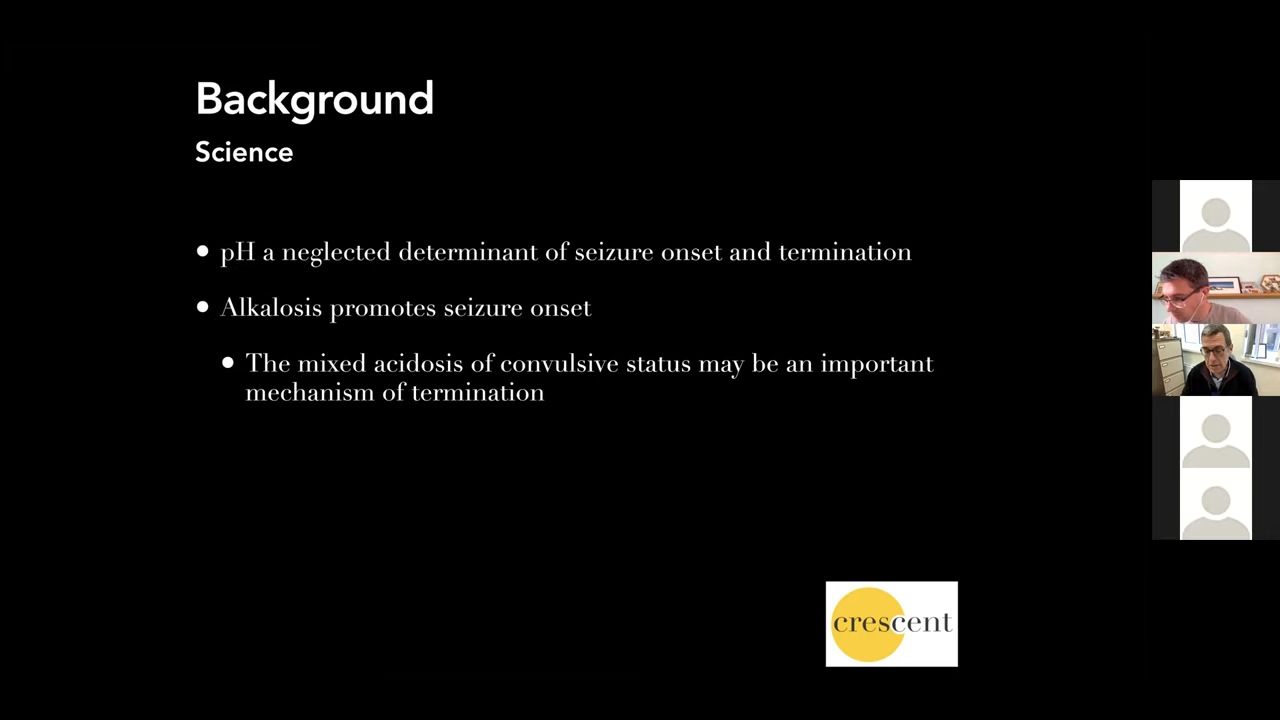 Background
Science
• pH a neglected determinant of seizure onset and termination
• Alkalosis promotes seizure onset
• The mixed acidosis of convulsive status may be an important
mechanism of termination
crescent